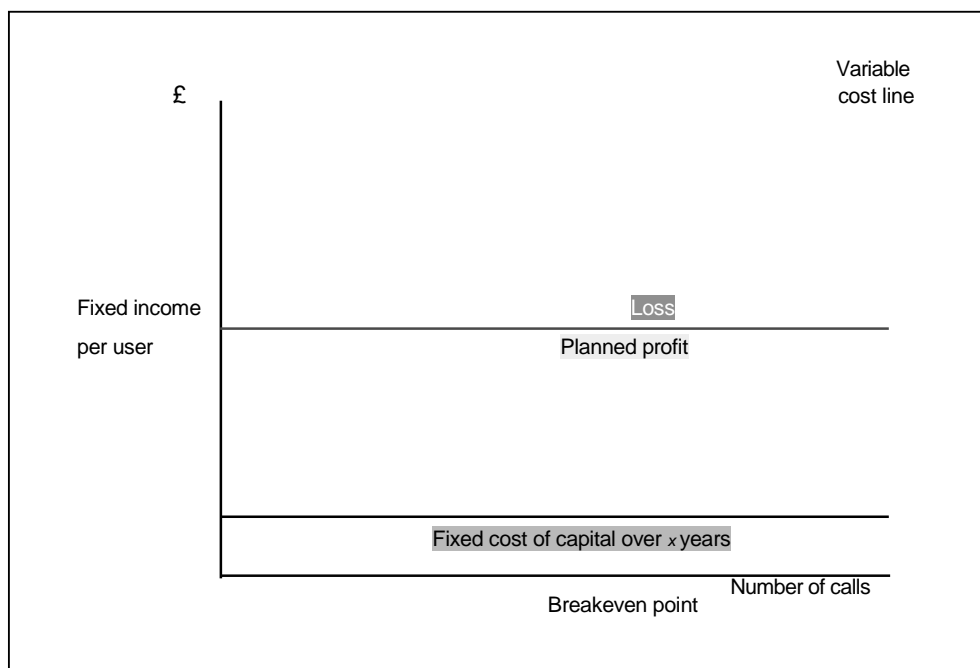 Variable
cost line
£
Fixed income
per user
Loss
Planned profit
Fixed cost of capital over x years
Number of calls
Breakeven point